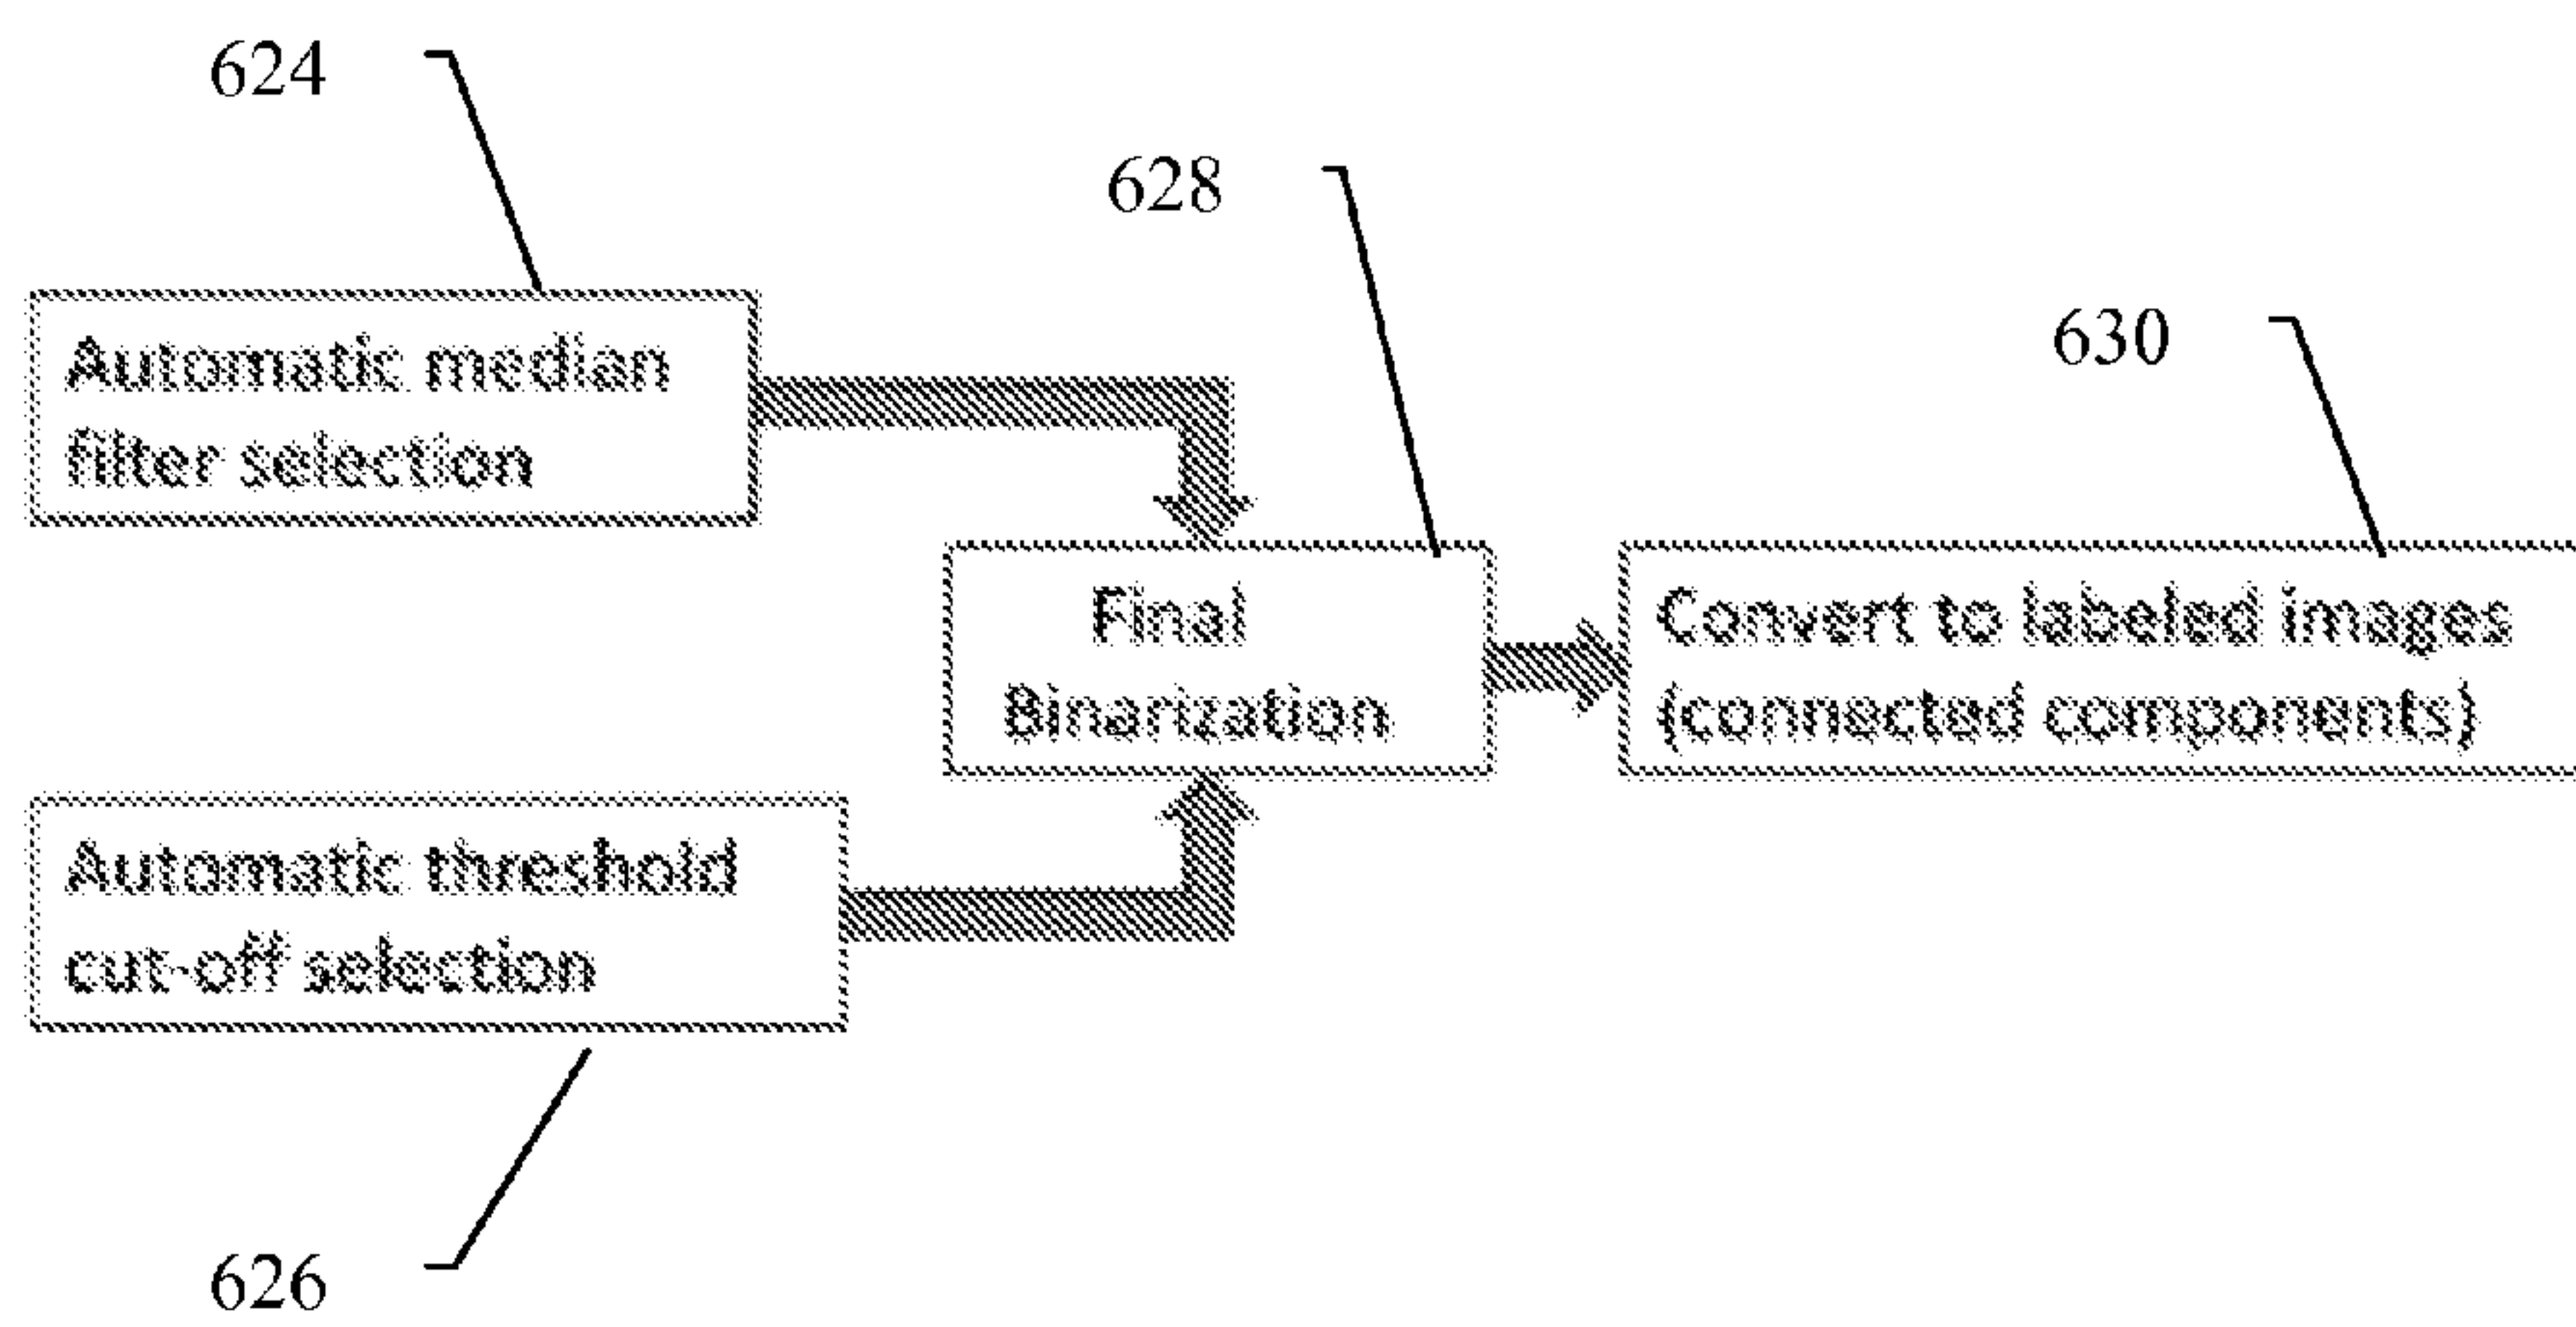 624
628
630
Automatic median
filter selection
Final
Binarization
Convert to labeled images
(connected components)
Automatic threshold
cut-off selection
626